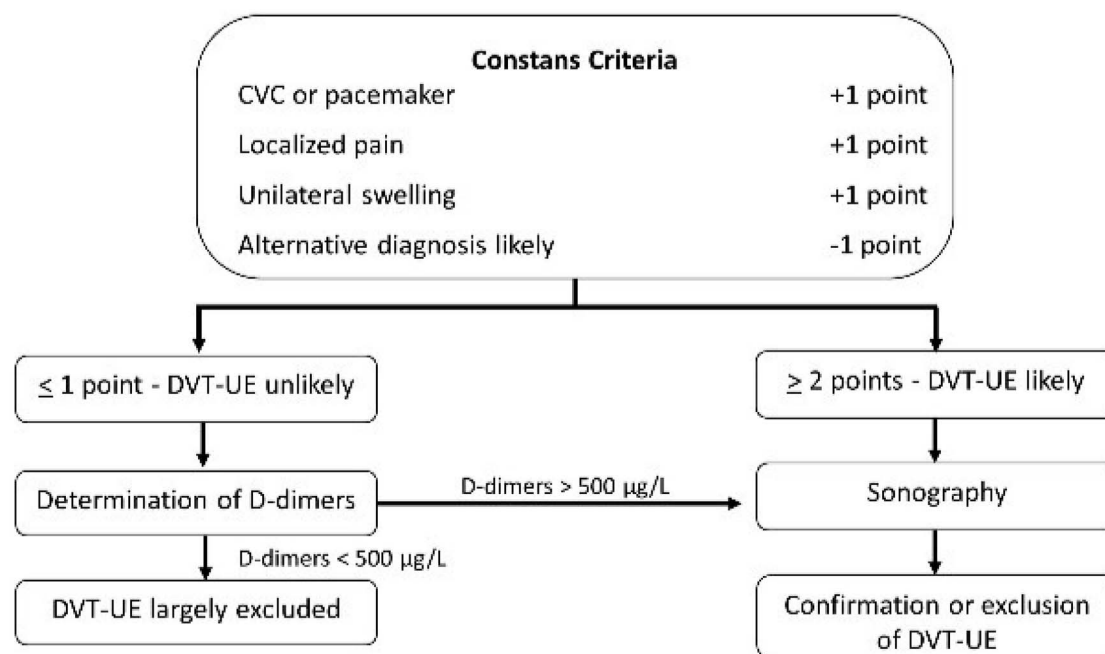 Constans Criteria
CVC or pacemaker +1 point
Localized pain +1 point
Unilateral swelling +1 point
Alternative diagnosis likely -1 point
≤ 1 point - DVT-UE unlikely
≥ 2 points - DVT-UE likely
Determination of D-dimers
D-dimers > 500 µg/L
Sonography
D-dimers < 500 µg/L
DVT-UE largely excluded
Confirmation or exclusion
of DVT-UE